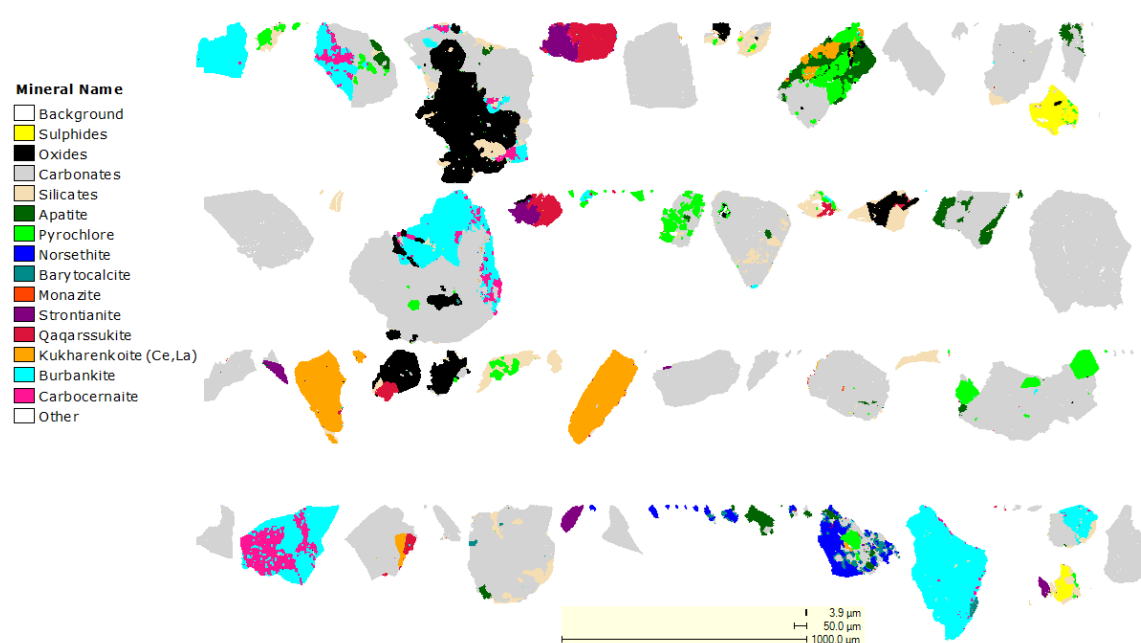 Mineral Name
Background
Sulphides
Oxides
Carbonates
Silicates
Apatite
Pyrochlore
Norsethite
Barytocalcite
Monazite
Strontianite
Qaqarssukite
Kukharenkoite (Ce,La)
Burbankite
Carbocernaite
Other
3.9 µm
50.0 µm
1000.0 µm